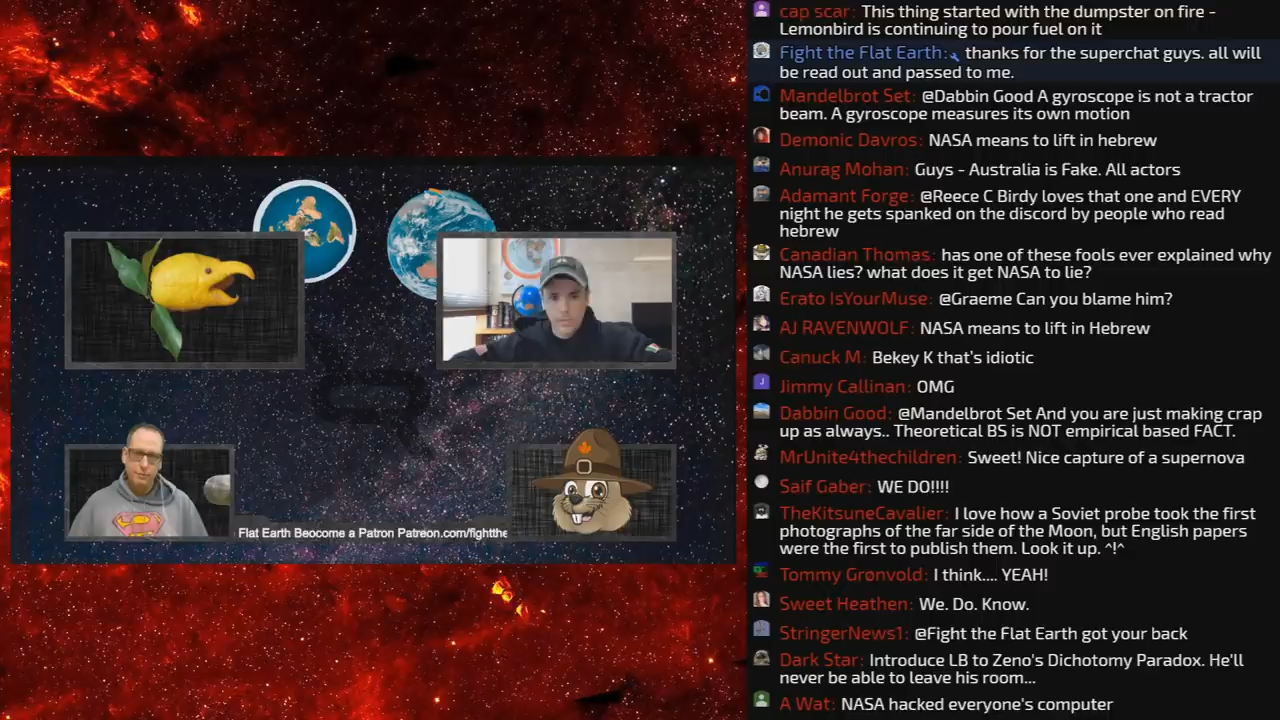 cap scar: This thing started with the dumpster on fire -
Lemonbird is continuing to pour fuel on it
Fight the Flat Earth: thanks for the superchat guys. all will
be read out and passed to me.
Mandelbrot Set: @Dabbin Good A gyroscope is not a tractor
beam. A gyroscope measures its own motion
Demonic Davros: NASA means to lift in hebrew
Anurag Mohan: Guys - Australia is Fake. All actors
Adamant Forge: @Reece C Birdy loves that one and EVERY
night he gets spanked on the discord by people who read
hebrew
Canadian Thomas: has one of these fools ever explained why
NASA lies? what does it get NASA to lie?
Erato IsYourMuse: @Graeme Can you blame him?
AJ RAVENWOLF: NASA means to lift in Hebrew
Canuck M: Bekey K that's idiotic
J
Jimmy Callinan: OMG
Dabbin Good: @Mandelbrot Set And you are just making crap
up as always.. Theoretical BS is NOT empirical based FACT.
MrUnite4thechildren: Sweet! Nice capture of a supernova
Saif Gaber: WE DO!!!!
TheKitsuneCavalier: I love how a Soviet probe took the first
photographs of the far side of the Moon, but English papers
were the first to publish them. Look it up. ^!^
Tommy Grønvold: I think.... YEAH!
Sweet Heathen: We. Do. Know.
StringerNews1: @Fight the Flat Earth got your back
Dark Star: Introduce LB to Zeno's Dichotomy Paradox. He'll
never be able to leave his room...
A Wat: NASA hacked everyone's computer
Flat Earth Beocome a Patron Patreon.com/fightthe